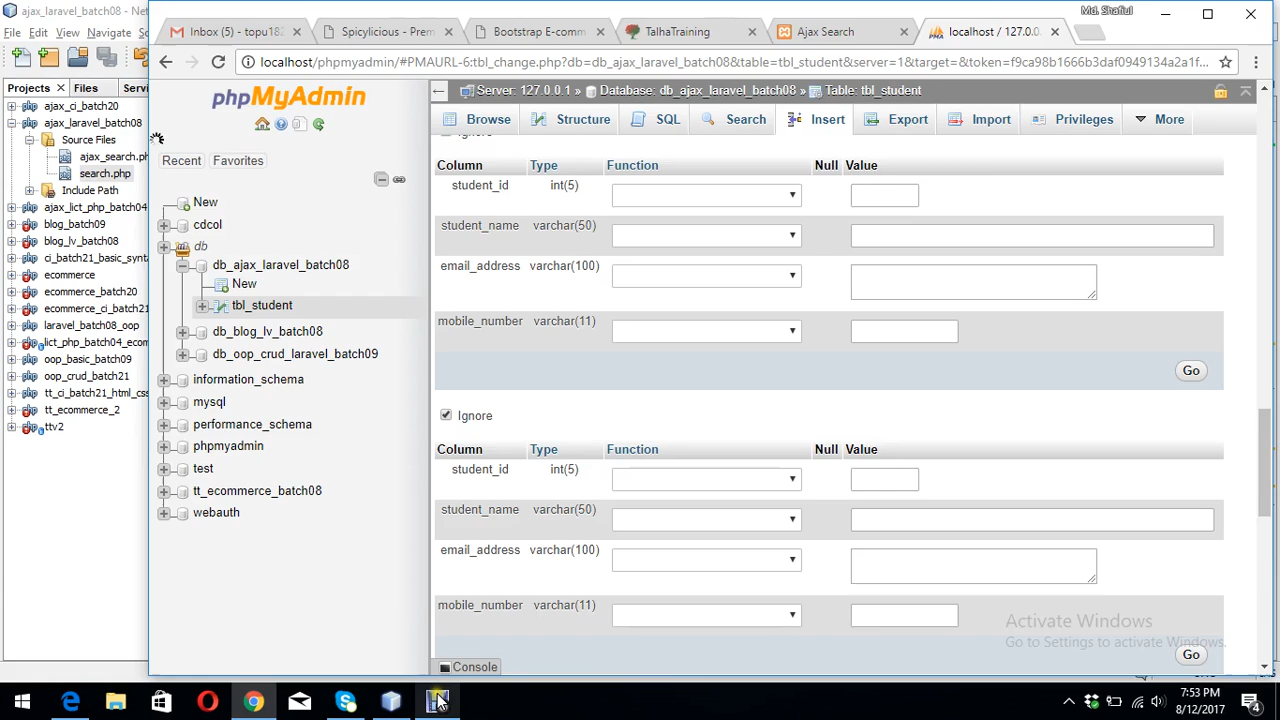 ajax_laravel_batch08 - Net
Md. Shafiul
Inbox (5) - topu182
Spicylicious - Prem
Bootstrap E-comm
TalhaTraining
Ajax Search
localhost / 127.0.0.
File Edit View Navigate
localhost/phpmyadmin/#PMAURL-6:tbl_change.php?db=db_ajax_laravel_batch08&table=tbl_student&server=1&target=&token=f9ca98b1666b3daf0949134a2a1f...
Projects Files Servi
ajax_ci_batch20
ajax_laravel_batch08
Source Files
ajax_search.ph
search.php
Include Path
ajax_lict_php_batch04
blog_batch09
blog_lv_batch08
ci_batch21_basic_synta
ecommerce
ecommerce_batch20
ecommerce_ci_batch21
laravel_batch08_oop
lict_php_batch04_ecom
oop_basic_batch09
oop_crud_batch21
tt_ci_batch21_html_css
tt_ecommerce_2
ttv2
phpMyAdmin
Recent Favorites
New
cdcol
db
db_ajax_laravel_batch08
New
tbl_student
db_blog_lv_batch08
db_oop_crud_laravel_batch09
information_schema
mysql
performance_schema
phpmyadmin
test
tt_ecommerce_batch08
webauth
Server: 127.0.0.1 » Database: db_ajax_laravel_batch08 » Table: tbl_student
Browse Structure SQL Search Insert Export Import Privileges More
Ignore
Column Type Function Null Value
student_id int(5)
student_name varchar(50)
email_address varchar(100)
mobile_number varchar(11)
Go
Ignore
Column Type Function Null Value
student_id int(5)
student_name varchar(50)
email_address varchar(100)
mobile_number varchar(11)
Activate Windows
Go to Settings to activate Windows.
Go
Console
7:53 PM
8/12/2017